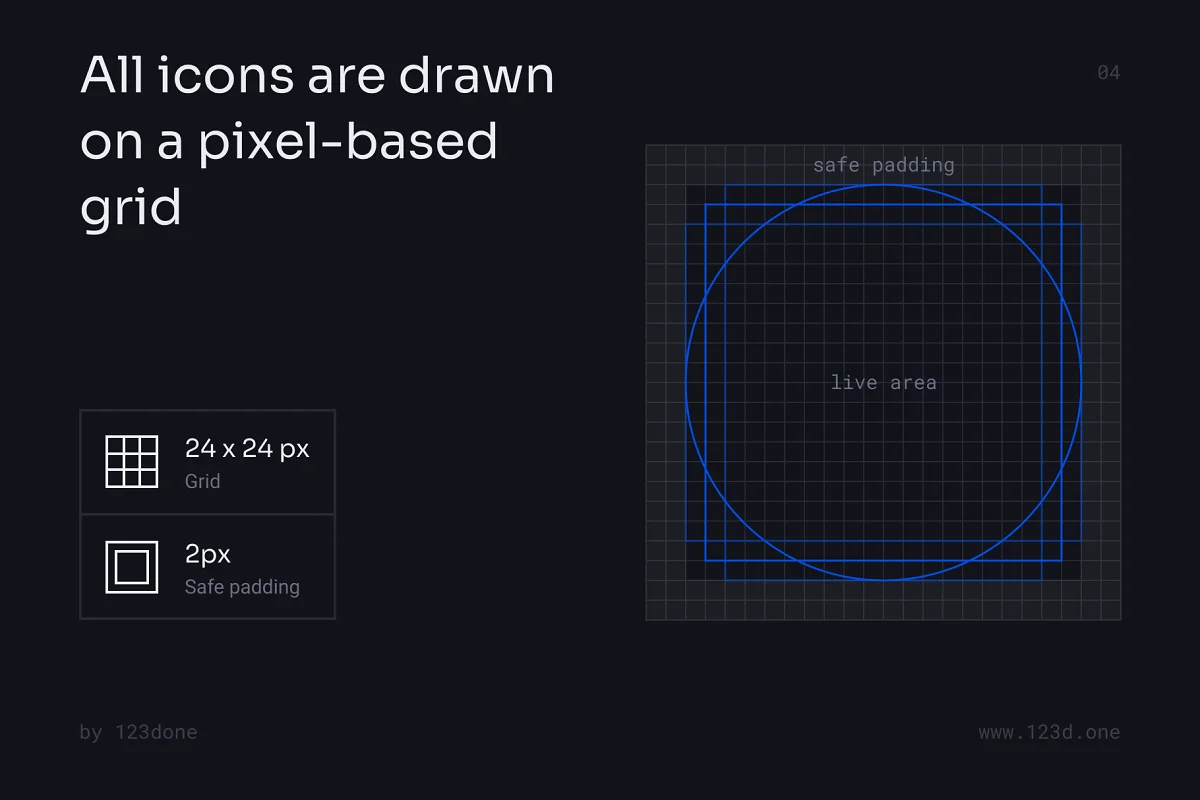 All icons are drawn
on a pixel-based
grid
04
safe padding
live area
24 x 24 px
Grid
2px
Safe padding
by 123done
www.123d.one